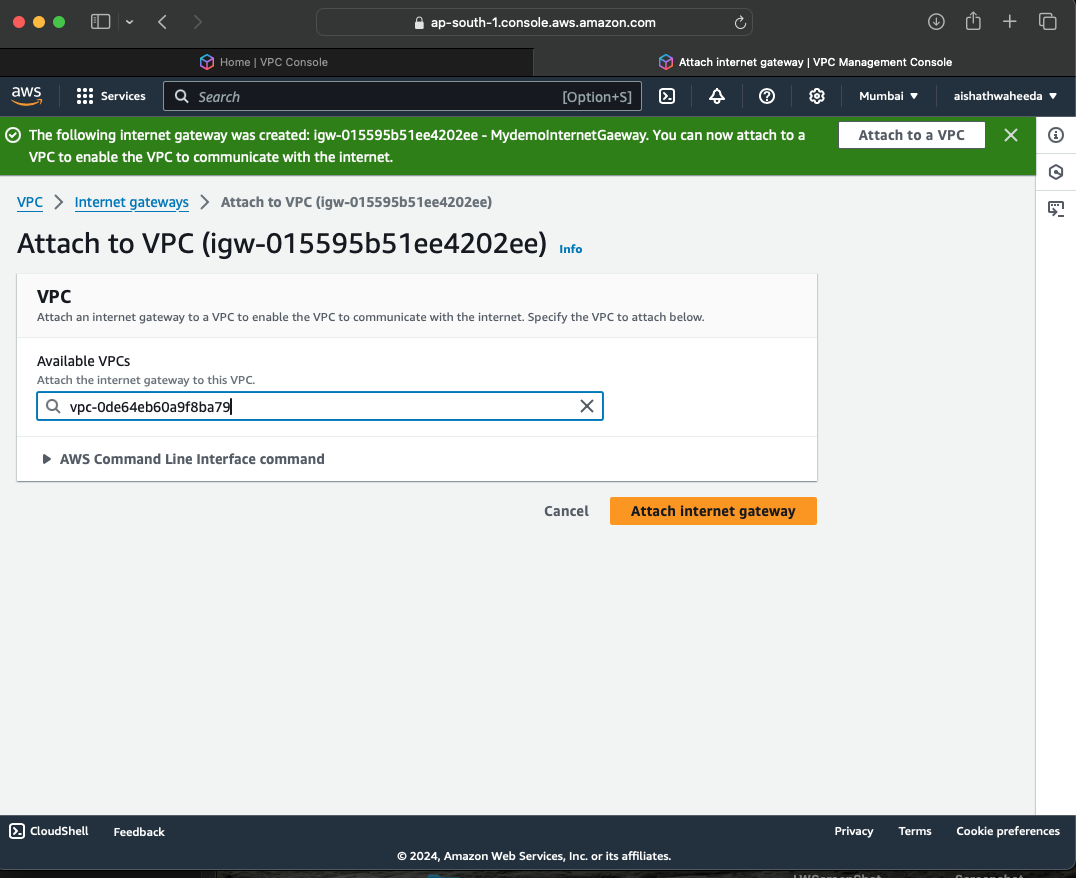 ap-south-1.console.aws.amazon.com
Home | VPC Console
Attach internet gateway | VPC Management Console
aws
Services
Search
[Option+S]
Mumbai
aishathwaheeda
The following internet gateway was created: igw-015595b51ee4202ee - MydemoInternetGaeway. You can now attach to a
VPC to enable the VPC to communicate with the internet.
Attach to a VPC
VPC
Internet gateways
Attach to VPC (igw-015595b51ee4202ee)
Attach to VPC (igw-015595b51ee4202ee)
Info
VPC
Attach an internet gateway to a VPC to enable the VPC to communicate with the internet. Specify the VPC to attach below.
Available VPCs
Attach the internet gateway to this VPC.
vpc-0de64eb60a9f8ba79
AWS Command Line Interface command
Cancel
Attach internet gateway
CloudShell
Feedback
Privacy
Terms
Cookie preferences
© 2024, Amazon Web Services, Inc. or its affiliates.